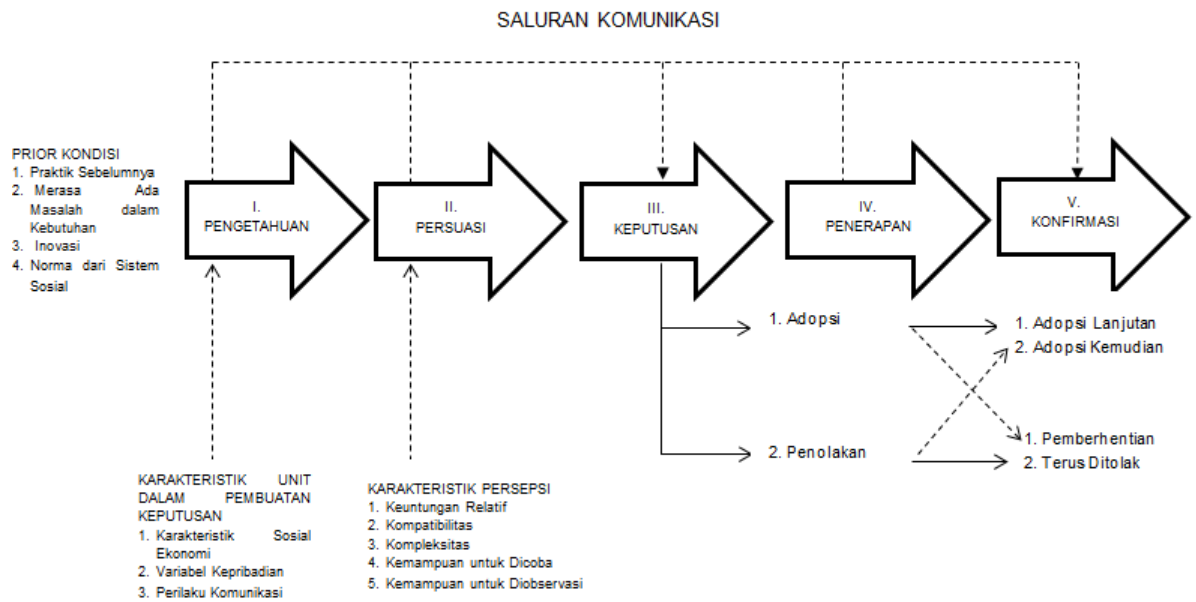 SALURAN KOMUNIKASI
PRIOR KONDISI
1. Praktik Sebelumnya
2. Merasa Ada
Masalah dalam
Kebutuhan
3. Inovasi
4. Norma dari Sistem
Sosial
I.
PENGETAHUAN
II.
PERSUASI
III.
KEPUTUSAN
IV.
PENERAPAN
V.
KONFIRMASI
1. Adopsi
2. Penolakan
1. Adopsi Lanjutan
2. Adopsi Kemudian
1. Pemberhentian
2. Terus Ditolak
KARAKTERISTIK UNIT
DALAM PEMBUATAN
KEPUTUSAN
1. Karakteristik Sosial
Ekonomi
2. Variabel Kepribadian
3. Perilaku Komunikasi
KARAKTERISTIK PERSEPSI
1. Keuntungan Relatif
2. Kompatibilitas
3. Kompleksitas
4. Kemampuan untuk Dicoba
5. Kemampuan untuk Diobservasi